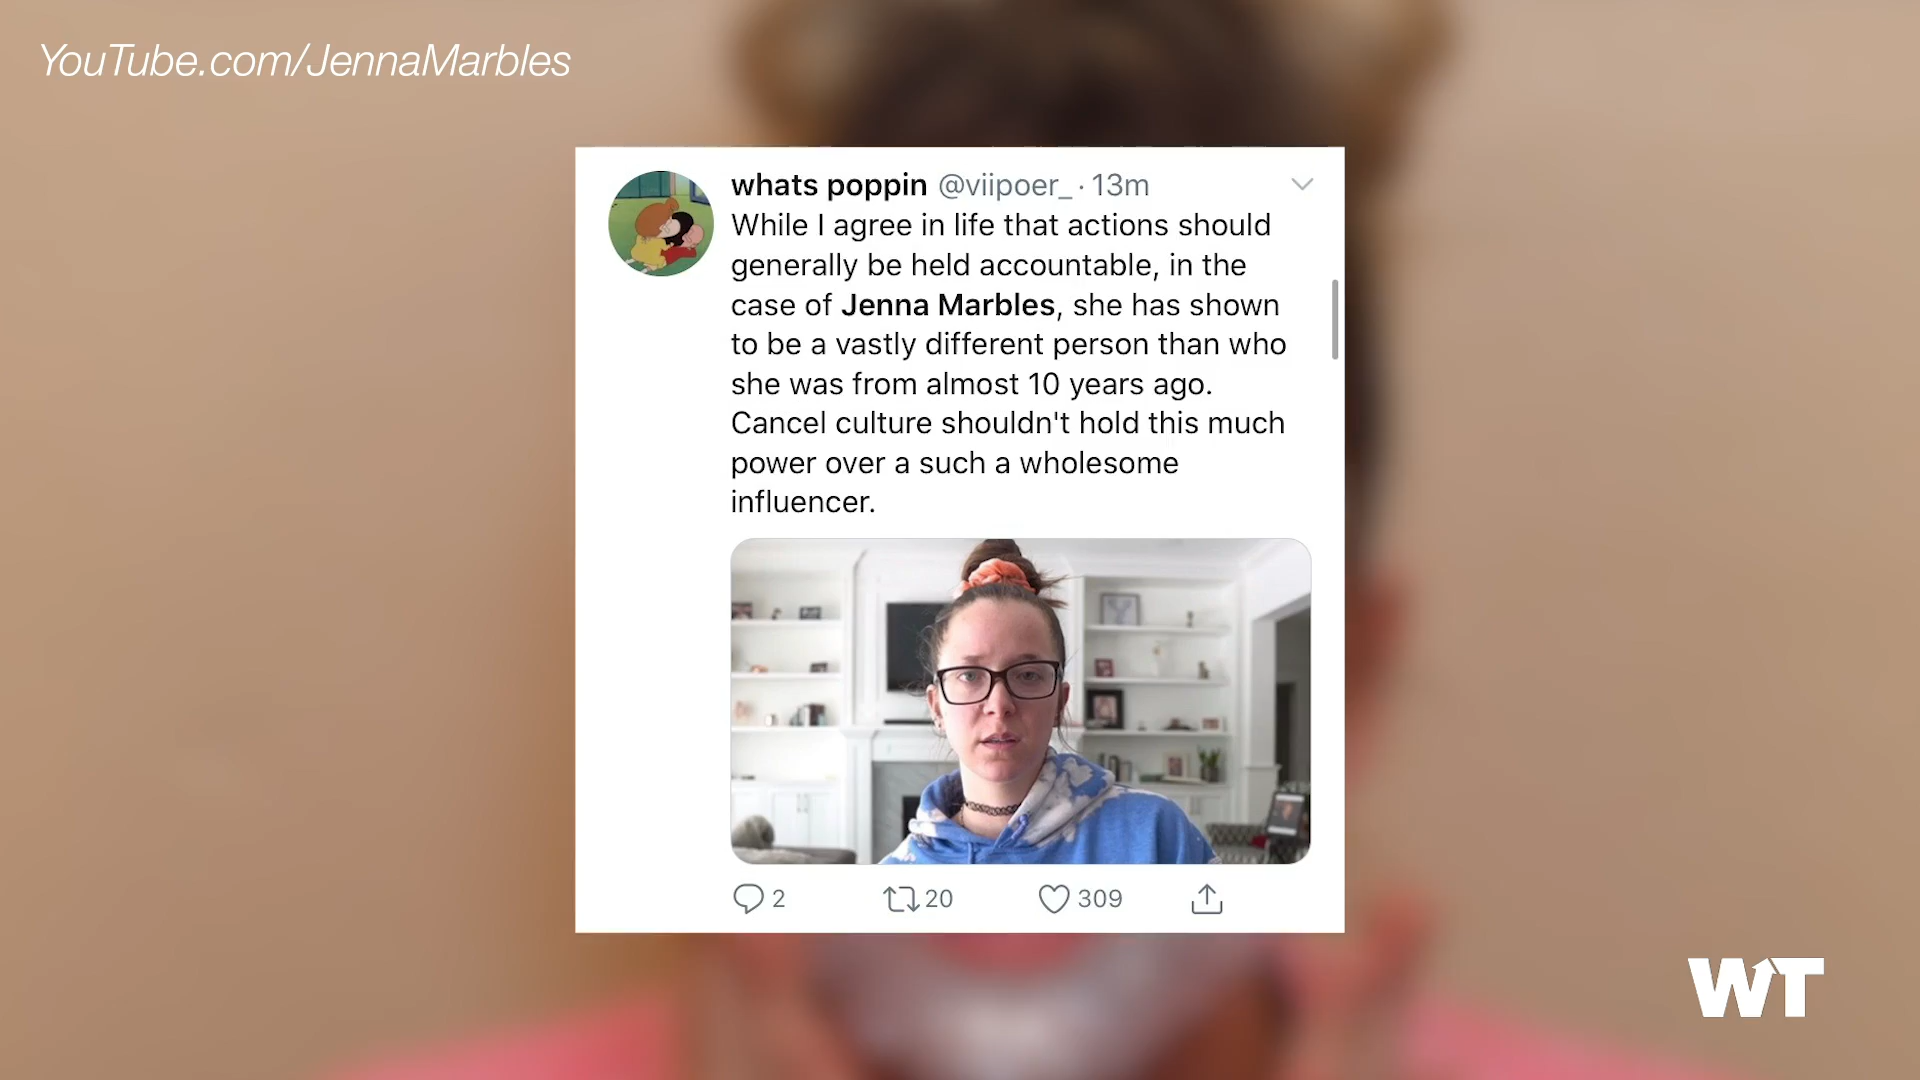 YouTube.com/JennaMarbles
whats poppin @viipoer_ · 13m
While I agree in life that actions should
generally be held accountable, in the
case of Jenna Marbles, she has shown
to be a vastly different person than who
she was from almost 10 years ago.
Cancel culture shouldn't hold this much
power over a such a wholesome
influencer.
2 20 309
WT